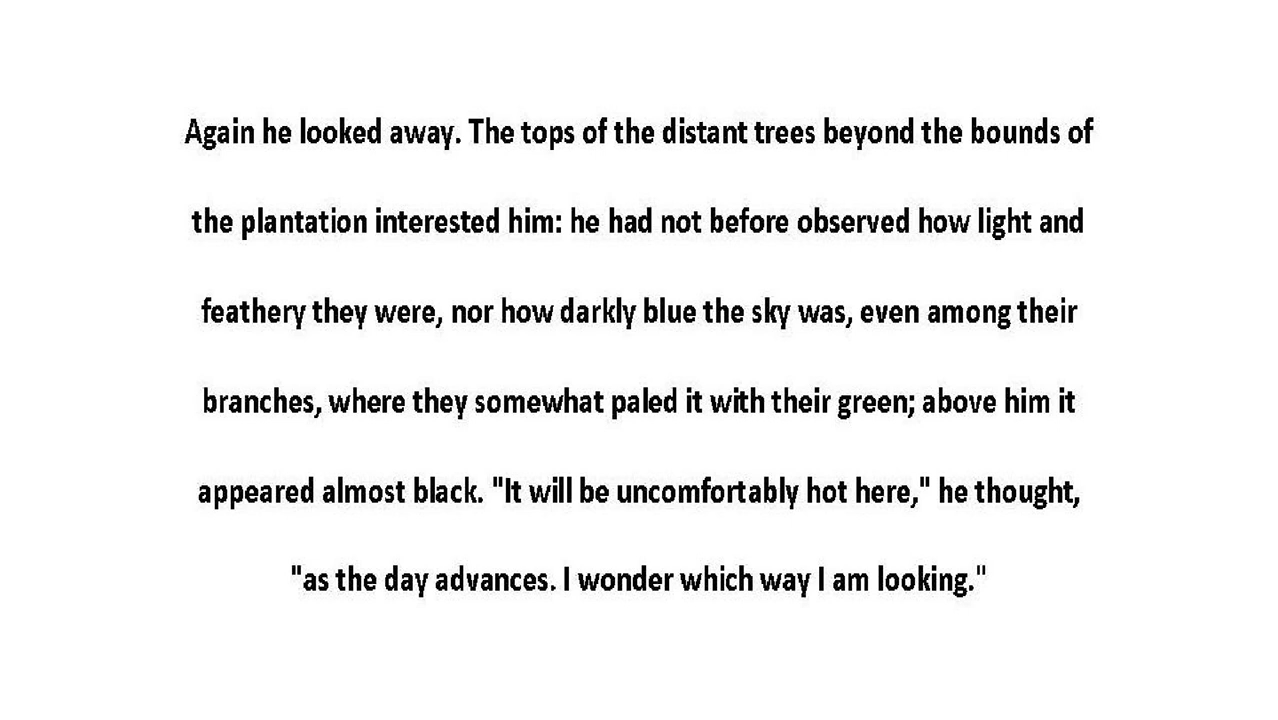 Again he looked away. The tops of the distant trees beyond the bounds of
the plantation interested him: he had not before observed how light and
feathery they were, nor how darkly blue the sky was, even among their
branches, where they somewhat paled it with their green; above him it
appeared almost black. "It will be uncomfortably hot here," he thought,
"as the day advances. I wonder which way I am looking."